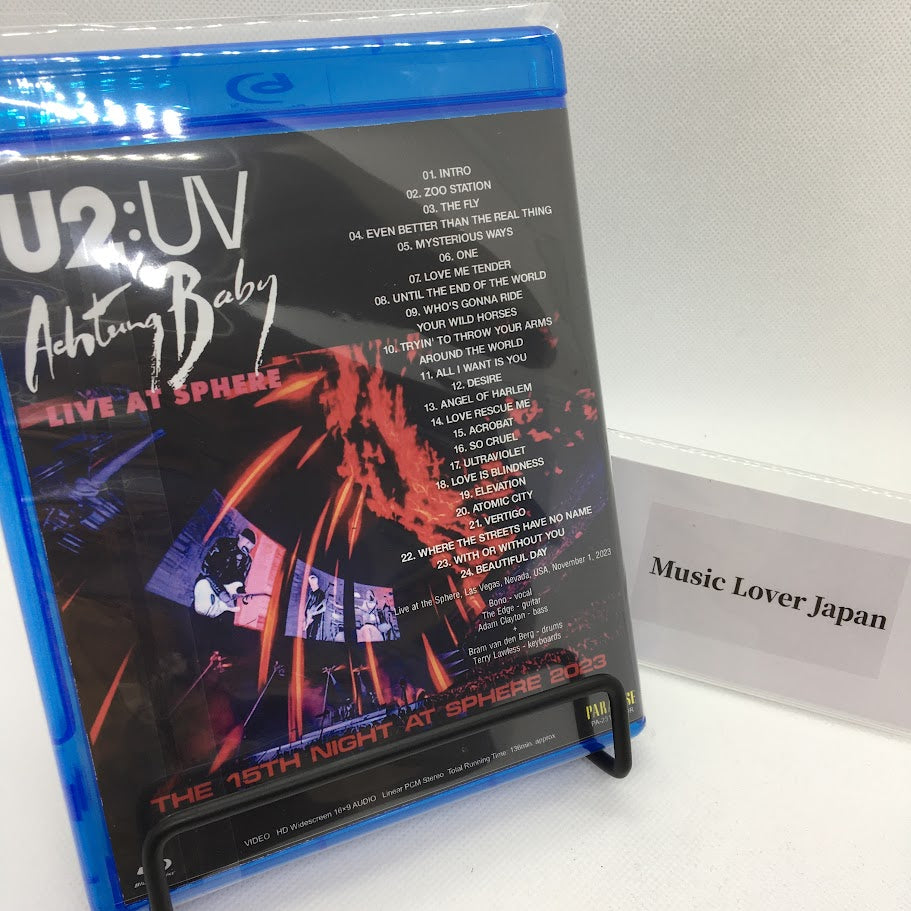 U2:UV
Achtung Baby
LIVE AT SPHERE
01. INTRO
02. ZOO STATION
03. THE FLY
04. EVEN BETTER THAN THE REAL THING
05. MYSTERIOUS WAYS
06. ONE
07. LOVE ME TENDER
08. UNTIL THE END OF THE WORLD
09. WHO'S GONNA RIDE
YOUR WILD HORSES
10. TRYIN' TO THROW YOUR ARMS
AROUND THE WORLD
11. ALL I WANT IS YOU
12. DESIRE
13. ANGEL OF HARLEM
14. LOVE RESCUE ME
15. ACROBAT
16. SO CRUEL
17. ULTRAVIOLET
18. LOVE IS BLINDNESS
19. ELEVATION
20. ATOMIC CITY
21. VERTIGO
22. WHERE THE STREETS HAVE NO NAME
23. WITH OR WITHOUT YOU
24. BEAUTIFUL DAY
Live at the Sphere, Las Vegas, Nevada, USA, November 1, 2023
Bono - vocal
The Edge - guitar
Adam Clayton - bass
+
Bram van den Berg - drums
Terry Lawless - keyboards
THE 15TH NIGHT AT SPHERE 2023
VIDEO HD Widescreen 16×9 AUDIO Linear PCM Stereo Total Running Time: 136min. approx
Music Lover Japan